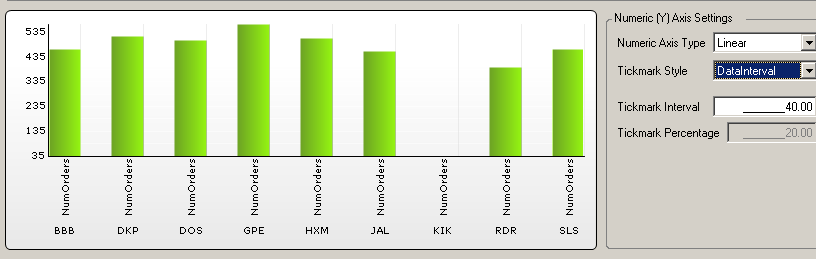 535
435
335
235
135
35
NumOrders NumOrders NumOrders NumOrders NumOrders NumOrders NumOrders NumOrders NumOrders
BBB DKP DOS GPE HXM JAL KIK RDR SLS
Numeric (Y) Axis Settings
Numeric Axis Type Linear
Tickmark Style DataInterval
Tickmark Interval 40.00
Tickmark Percentage 20.00